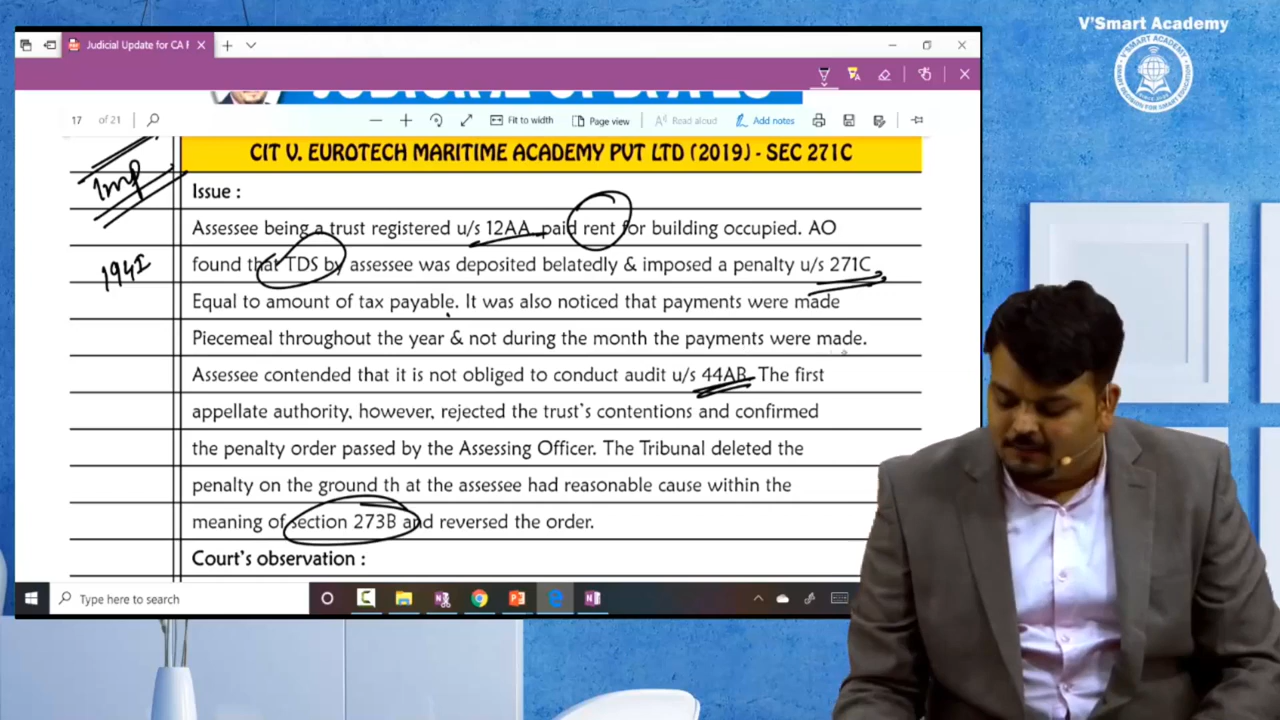 V'Smart Academy
V'SMART ACADEMY
Judicial Update for CA F
17 of 21
Fit to width
Page view
Read aloud
Add notes
CIT V. EUROTECH MARITIME ACADEMY PVT LTD (2019) - SEC 271C
Imp
Issue :
Assessee being a trust registered u/s 12AA paid rent for building occupied. AO
194I
found that TDS by assessee was deposited belatedly & imposed a penalty u/s 271C
Equal to amount of tax payable. It was also noticed that payments were made
Piecemeal throughout the year & not during the month the payments were made.
Assessee contended that it is not obliged to conduct audit u/s 44AB. The first
appellate authority, however, rejected the trust's contentions and confirmed
the penalty order passed by the Assessing Officer. The Tribunal deleted the
penalty on the ground th at the assessee had reasonable cause within the
meaning of section 273B and reversed the order.
Court's observation :
Type here to search